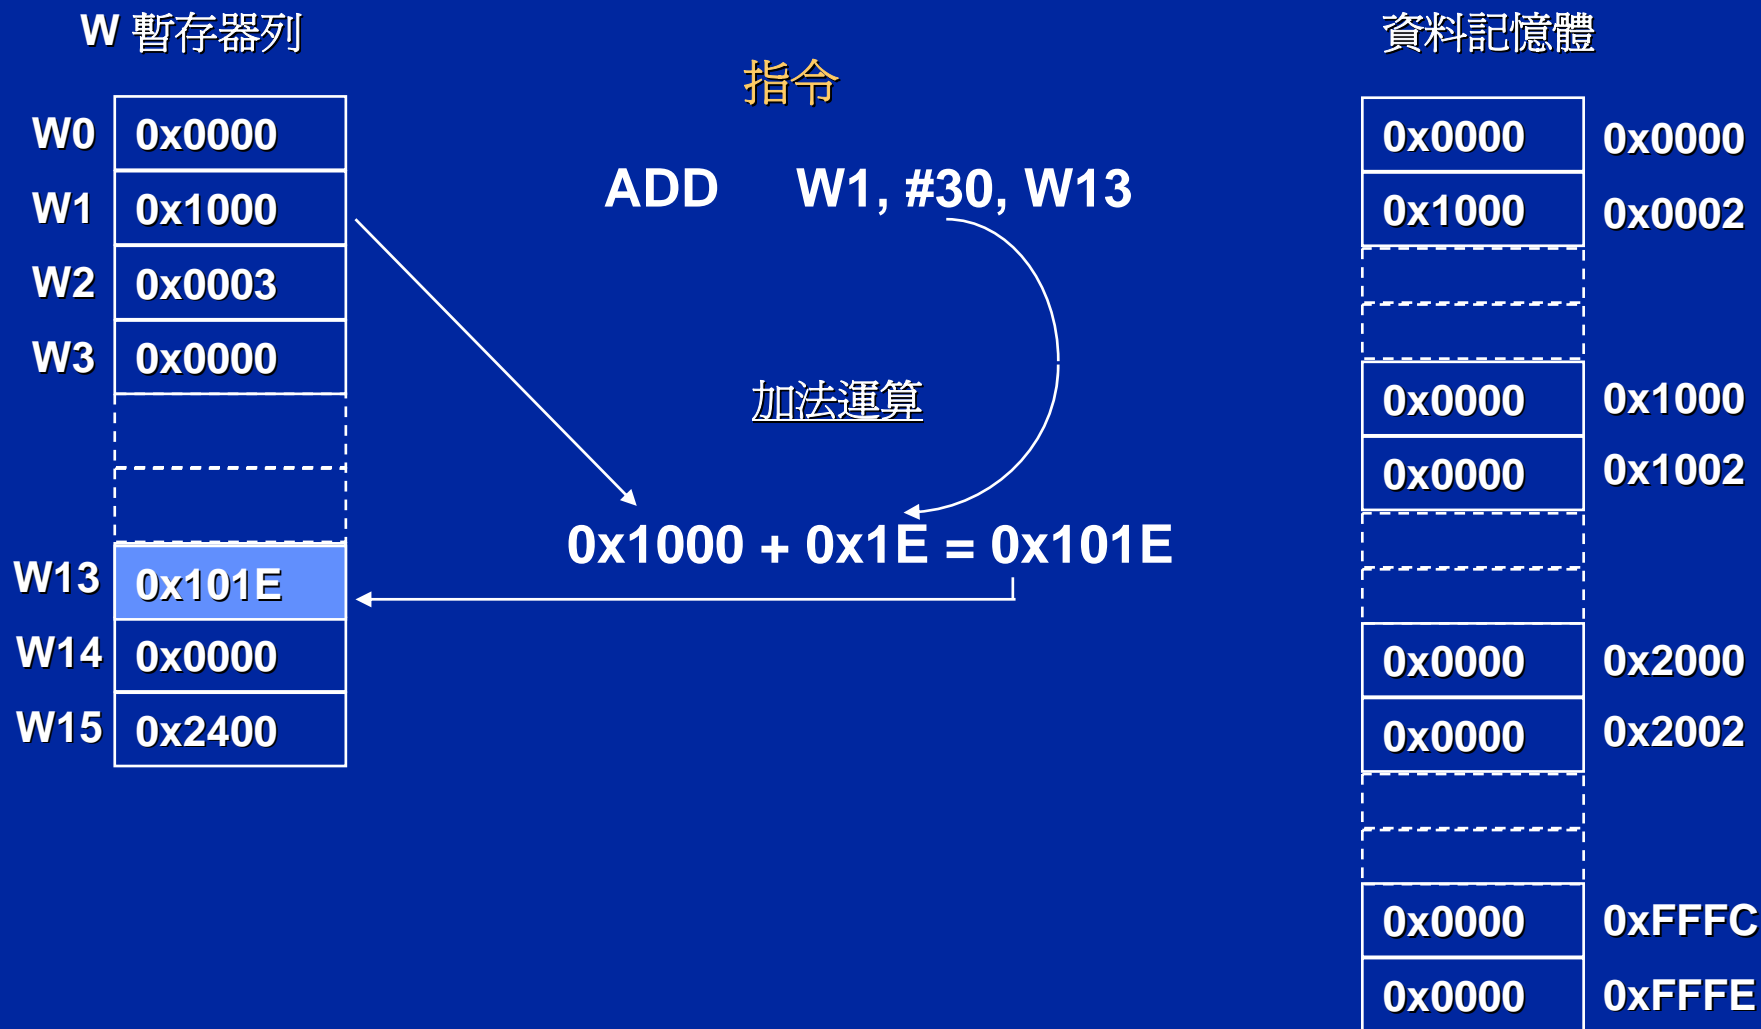 W 暫存器列
資料記憶體
指令
W0 0x0000
W1 0x1000
W2 0x0003
W3 0x0000
W13 0x101E
W14 0x0000
W15 0x2400
ADD W1, #30, W13
加法運算
0x1000 + 0x1E = 0x101E
0x0000 0x0000
0x1000 0x0002
0x0000 0x1000
0x0000 0x1002
0x0000 0x2000
0x0000 0x2002
0x0000 0xFFFC
0x0000 0xFFFE